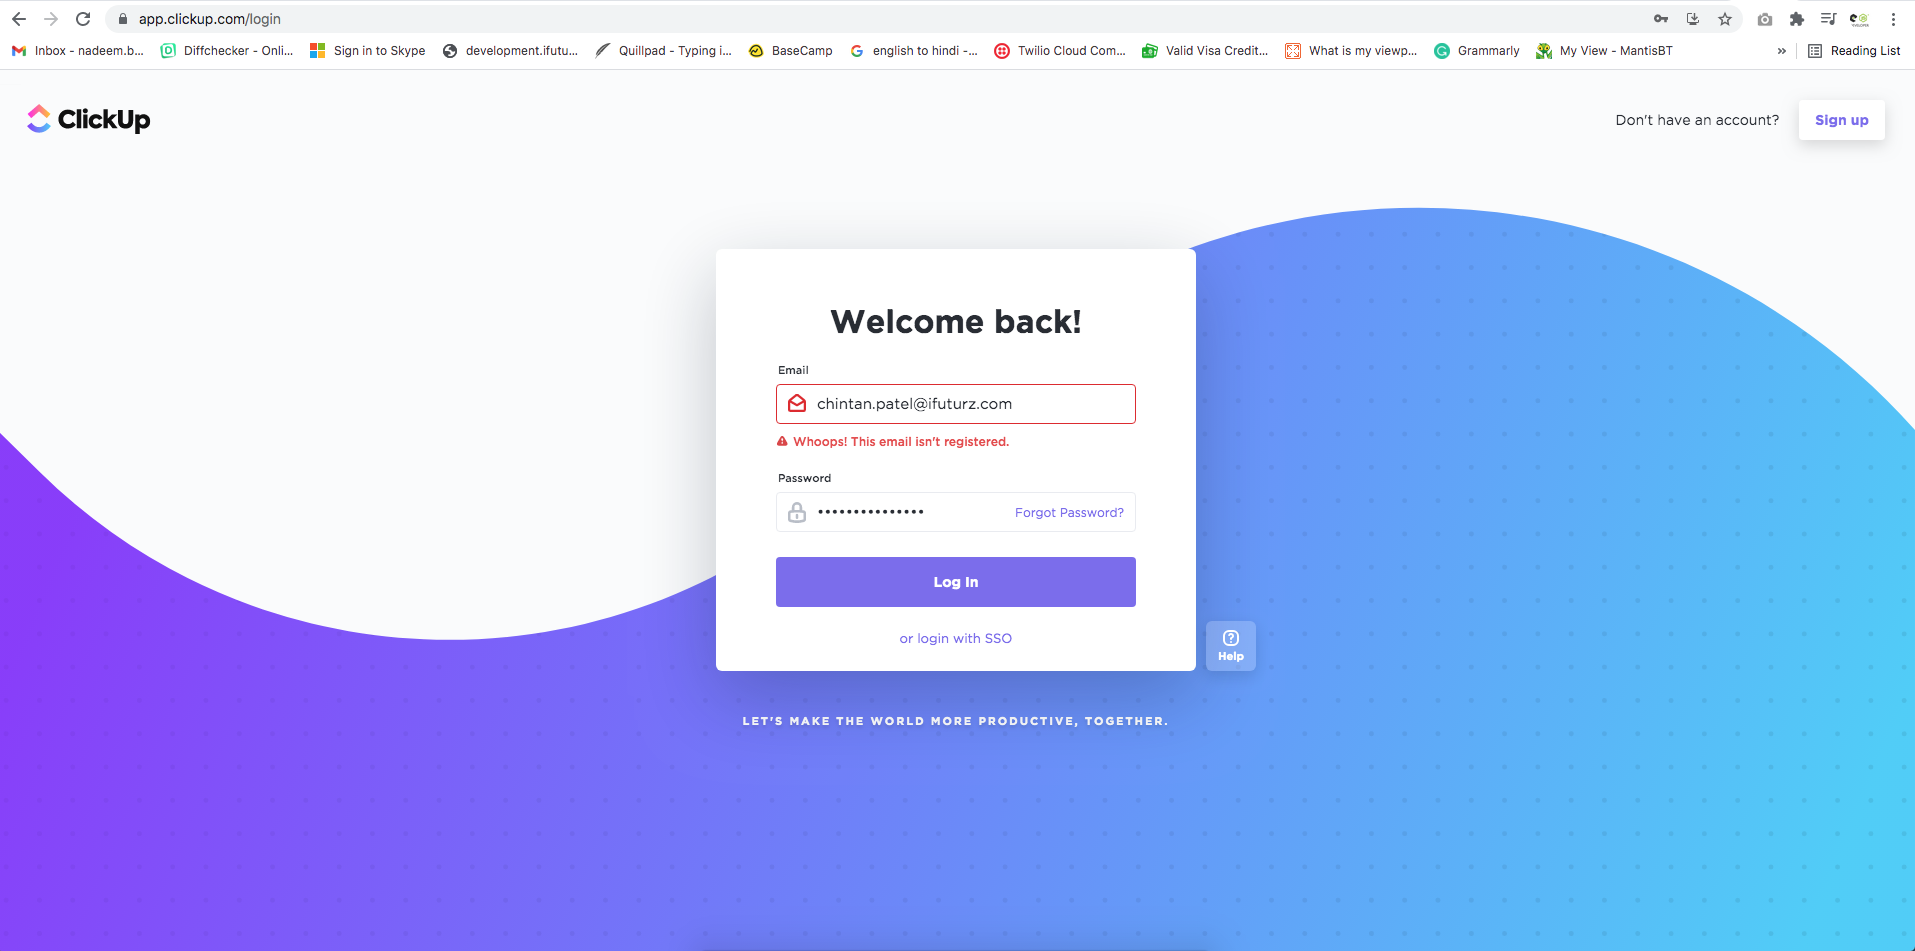 app.clickup.com/login
Inbox - nadeem.b... Diffchecker - Onli... Sign in to Skype development.ifutu... Quillpad - Typing i... BaseCamp english to hindi -... Twilio Cloud Com... Valid Visa Credit... What is my viewp... Grammarly My View - MantisBT » Reading List
ClickUp
Don't have an account? Sign up
Welcome back!
Email
chintan.patel@ifuturz.com
Whoops! This email isn't registered.
Password
••••••••••••••• Forgot Password?
Log In
or login with SSO
Help
LET'S MAKE THE WORLD MORE PRODUCTIVE, TOGETHER.